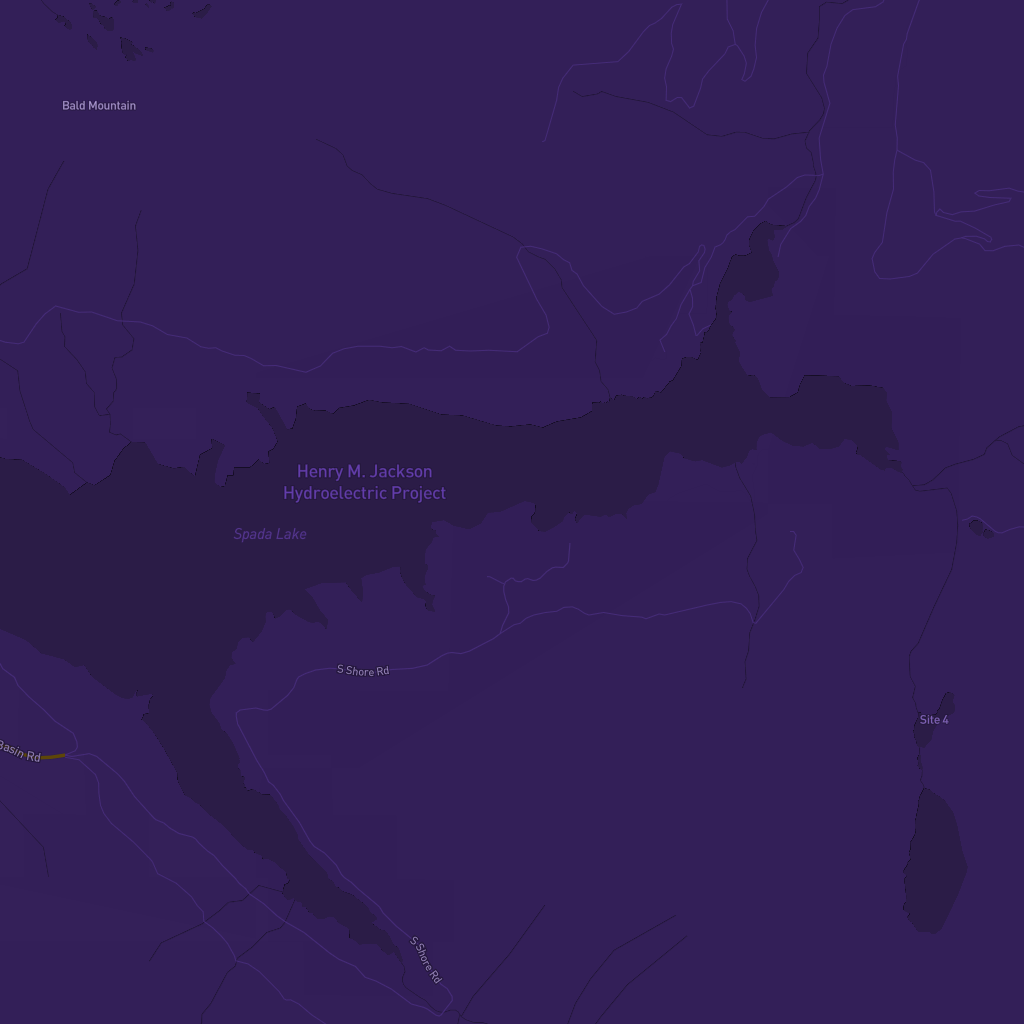 Bald Mountain
Henry M. Jackson
Hydroelectric Project
Spada Lake
S Shore Rd
Site 4
Basin Rd
S Shore Rd